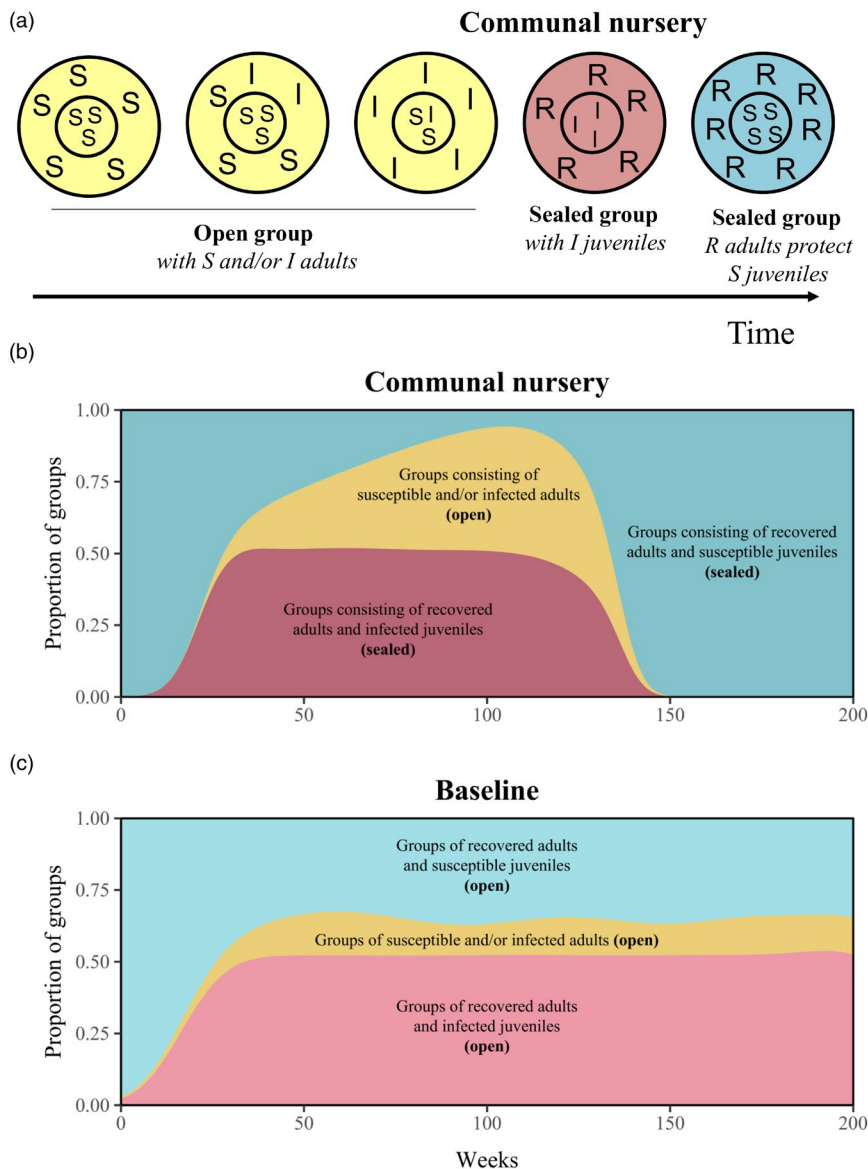 (a)
Communal nursery
S S S S S S S S
I I S S S S S S
I I I I I S I S
R R R R R I I I
R R R R R R R S S S S
Open group
with S and/or I adults
Sealed group
with I juveniles
Sealed group
R adults protect
S juveniles
Time
(b)
Communal nursery
Proportion of groups
1.00
0.75
0.50
0.25
0.00
Groups consisting of
susceptible and/or infected adults
(open)
Groups consisting of recovered
adults and susceptible juveniles
(sealed)
Groups consisting of recovered
adults and infected juveniles
(sealed)
0 50 100 150 200
(c)
Baseline
Proportion of groups
1.00
0.75
0.50
0.25
0.00
Groups of recovered adults
and susceptible juveniles
(open)
Groups of susceptible and/or infected adults (open)
Groups of recovered adults
and infected juveniles
(open)
0 50 100 150 200
Weeks